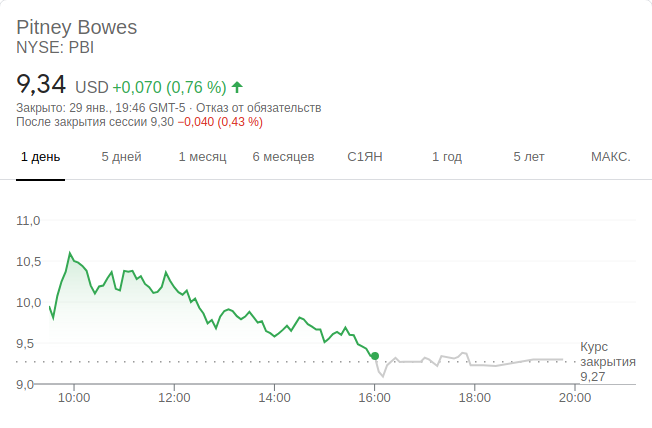 Pitney Bowes
NYSE: PBI
9,34 USD +0,070 (0,76 %)
Закрыто: 29 янв., 19:46 GMT-5 · Отказ от обязательств
После закрытия сессии 9,30 −0,040 (0,43 %)
1 день 5 дней 1 месяц 6 месяцев С1ЯН 1 год 5 лет МАКС.
11,0
10,5
10,0
9,5
Курс
закрытия
9,27
9,0
10:00 12:00 14:00 16:00 18:00 20:00